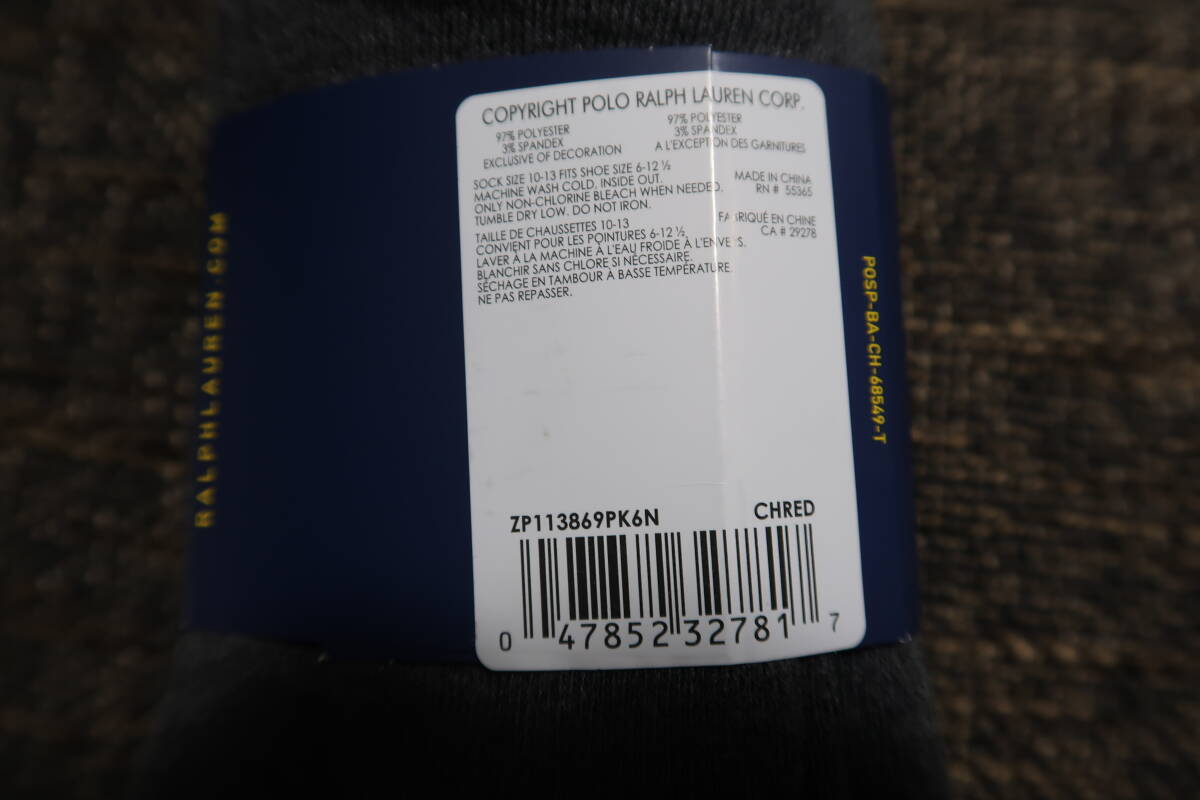 COPYRIGHT POLO RALPH LAUREN CORP.
97% POLYESTER
3% SPANDEX
EXCLUSIVE OF DECORATION
97% POLYESTER
3% SPANDEX
A L'EXCEPTION DES GARNITURES
SOCK SIZE 10-13 FITS SHOE SIZE 6-12 ½
MACHINE WASH COLD, INSIDE OUT.
ONLY NON-CHLORINE BLEACH WHEN NEEDED.
TUMBLE DRY LOW. DO NOT IRON.
MADE IN CHINA
RN # 55365
TAILLE DE CHAUSSETTES 10-13
CONVIENT POUR LES POINTURES 6-12 ½
LAVER À LA MACHINE À L'EAU FROIDE À L'ENVERS.
BLANCHIR SANS CHLORE SI NÉCESSAIRE.
SÉCHAGE EN TAMBOUR À BASSE TEMPÉRATURE.
NE PAS REPASSER.
FABRIQUÉ EN CHINE
CA # 29278
ZP113869PK6N CHRED
0 47852 32781 7
RALPHLAUREN.COM
POSP-BA-CH-68549-T